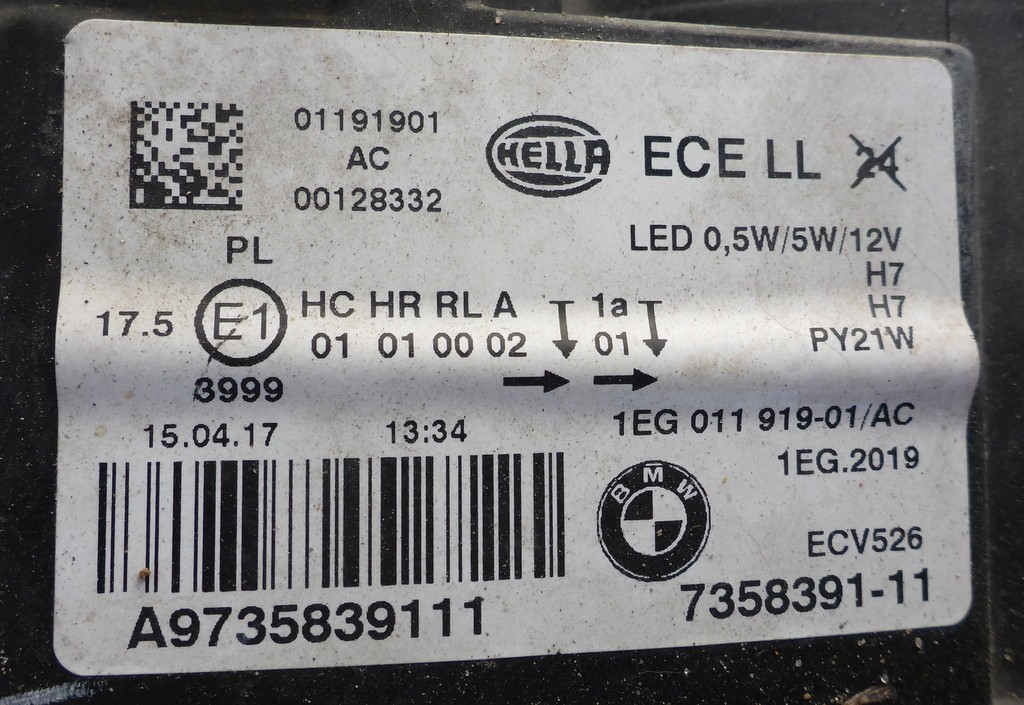 01191901
AC
00128332
HELLA
ECE LL
24
LED 0,5W/5W/12V
H7
H7
PY21W
PL
17.5
E1
HC HR RL A 1a
01 01 00 02 01
3999
15.04.17 13:34
1EG 011 919-01/AC
1EG.2019
BMW
ECV526
A9735839111
7358391-11